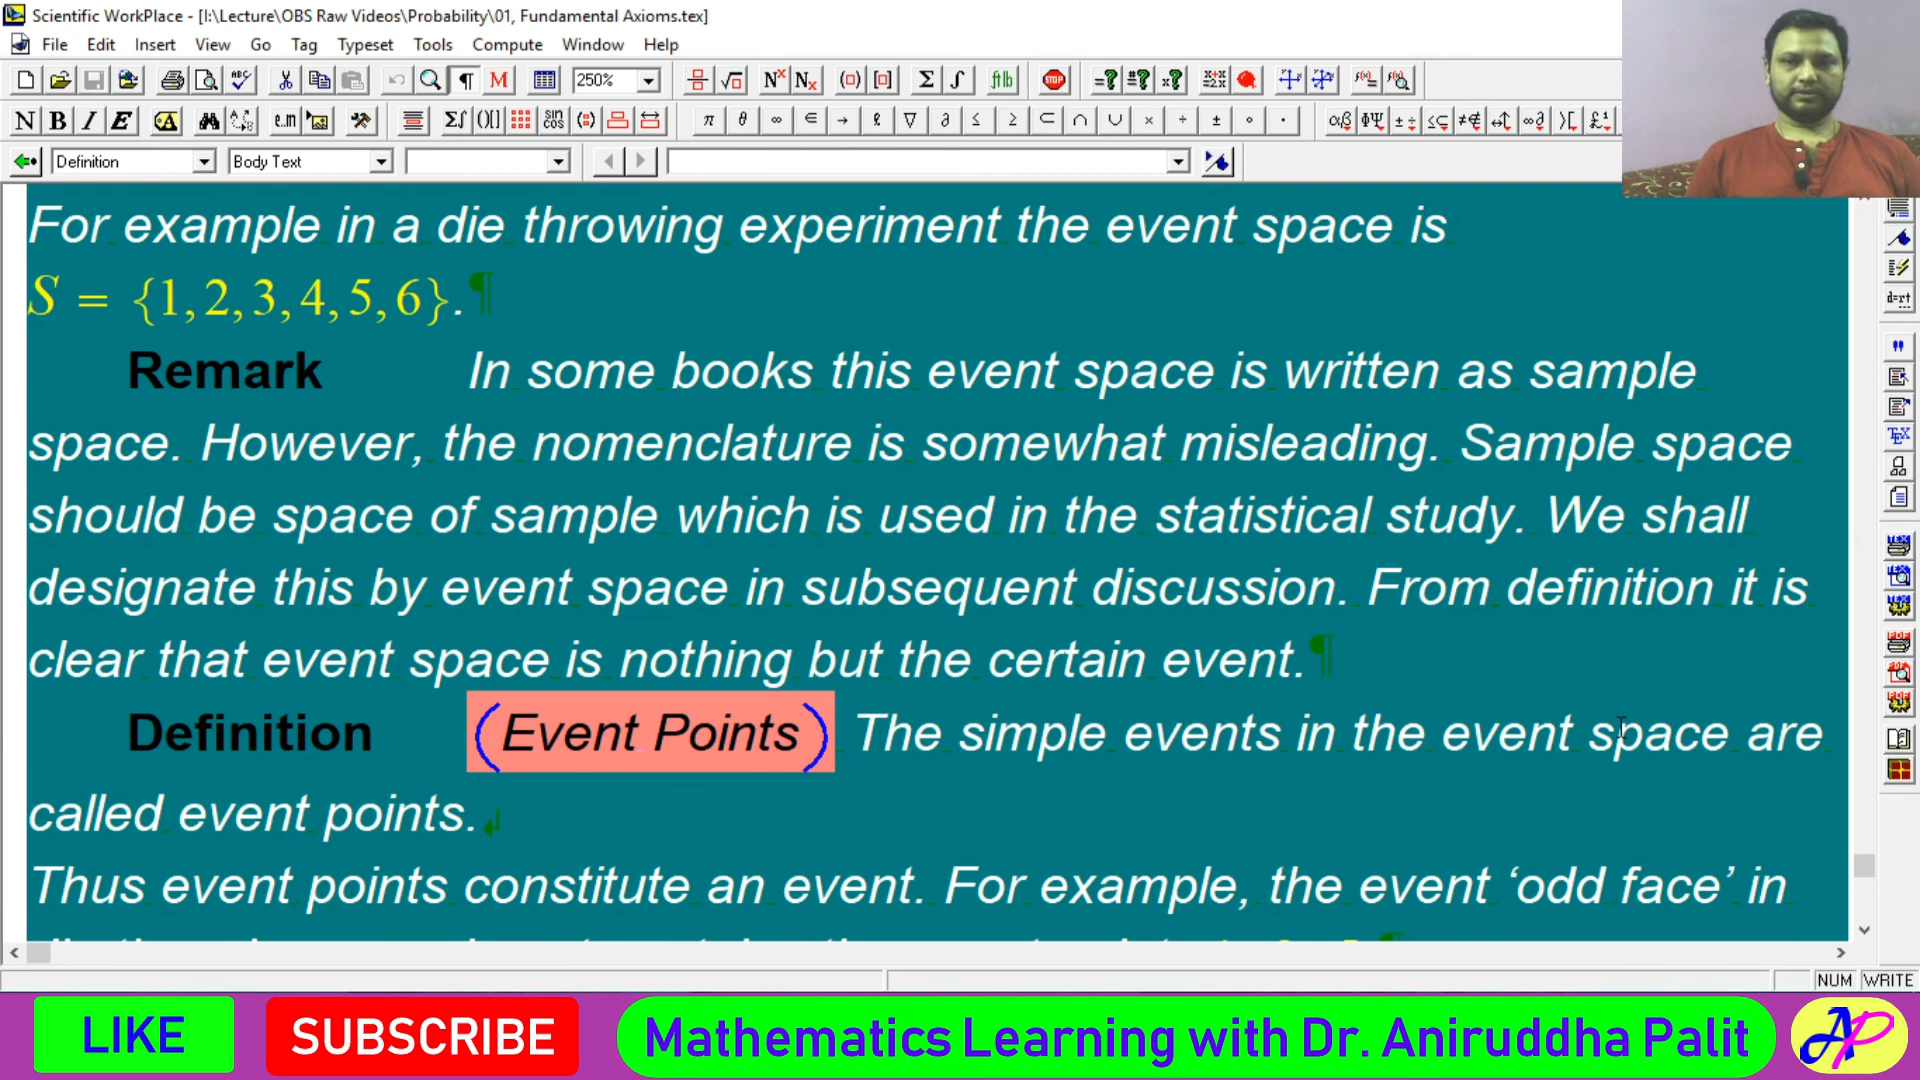 Scientific WorkPlace - [I:\Lecture\OBS Raw Videos\Probability\01, Fundamental Axioms.tex]
File Edit Insert View Go Tag Typeset Tools Compute Window Help
250%
Definition Body Text
For example in a die throwing experiment the event space is
S = {1,2,3,4,5,6}.¶
Remark In some books this event space is written as sample
space. However, the nomenclature is somewhat misleading. Sample space
should be space of sample which is used in the statistical study. We shall
designate this by event space in subsequent discussion. From definition it is
clear that event space is nothing but the certain event.¶
Definition (Event Points) The simple events in the event space are
called event points.
Thus event points constitute an event. For example, the event ‘odd face’ in
NUM WRITE
LIKE SUBSCRIBE Mathematics Learning with Dr. Aniruddha Palit AP